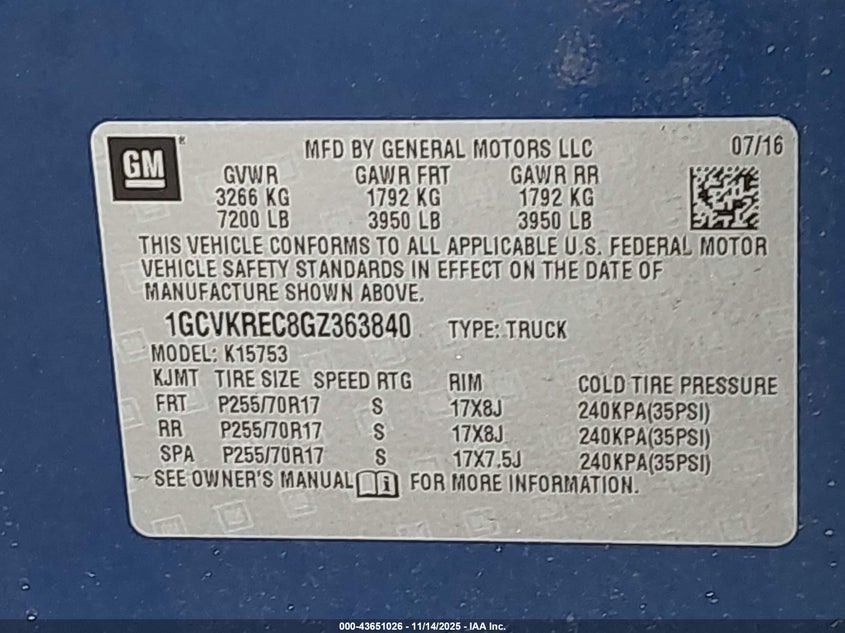 GM ®
MFD BY GENERAL MOTORS LLC 07/16
GVWR GAWR FRT GAWR RR
3266 KG 1792 KG 1792 KG
7200 LB 3950 LB 3950 LB
THIS VEHICLE CONFORMS TO ALL APPLICABLE U.S. FEDERAL MOTOR
VEHICLE SAFETY STANDARDS IN EFFECT ON THE DATE OF
MANUFACTURE SHOWN ABOVE.
1GCVKREC8GZ363840 TYPE: TRUCK
MODEL: K15753
KJMT TIRE SIZE SPEED RTG RIM COLD TIRE PRESSURE
FRT P255/70R17 S 17X8J 240KPA(35PSI)
RR P255/70R17 S 17X8J 240KPA(35PSI)
SPA P255/70R17 S 17X7.5J 240KPA(35PSI)
SEE OWNER'S MANUAL i FOR MORE INFORMATION.
000-43651026 - 11/14/2025 - IAA Inc.